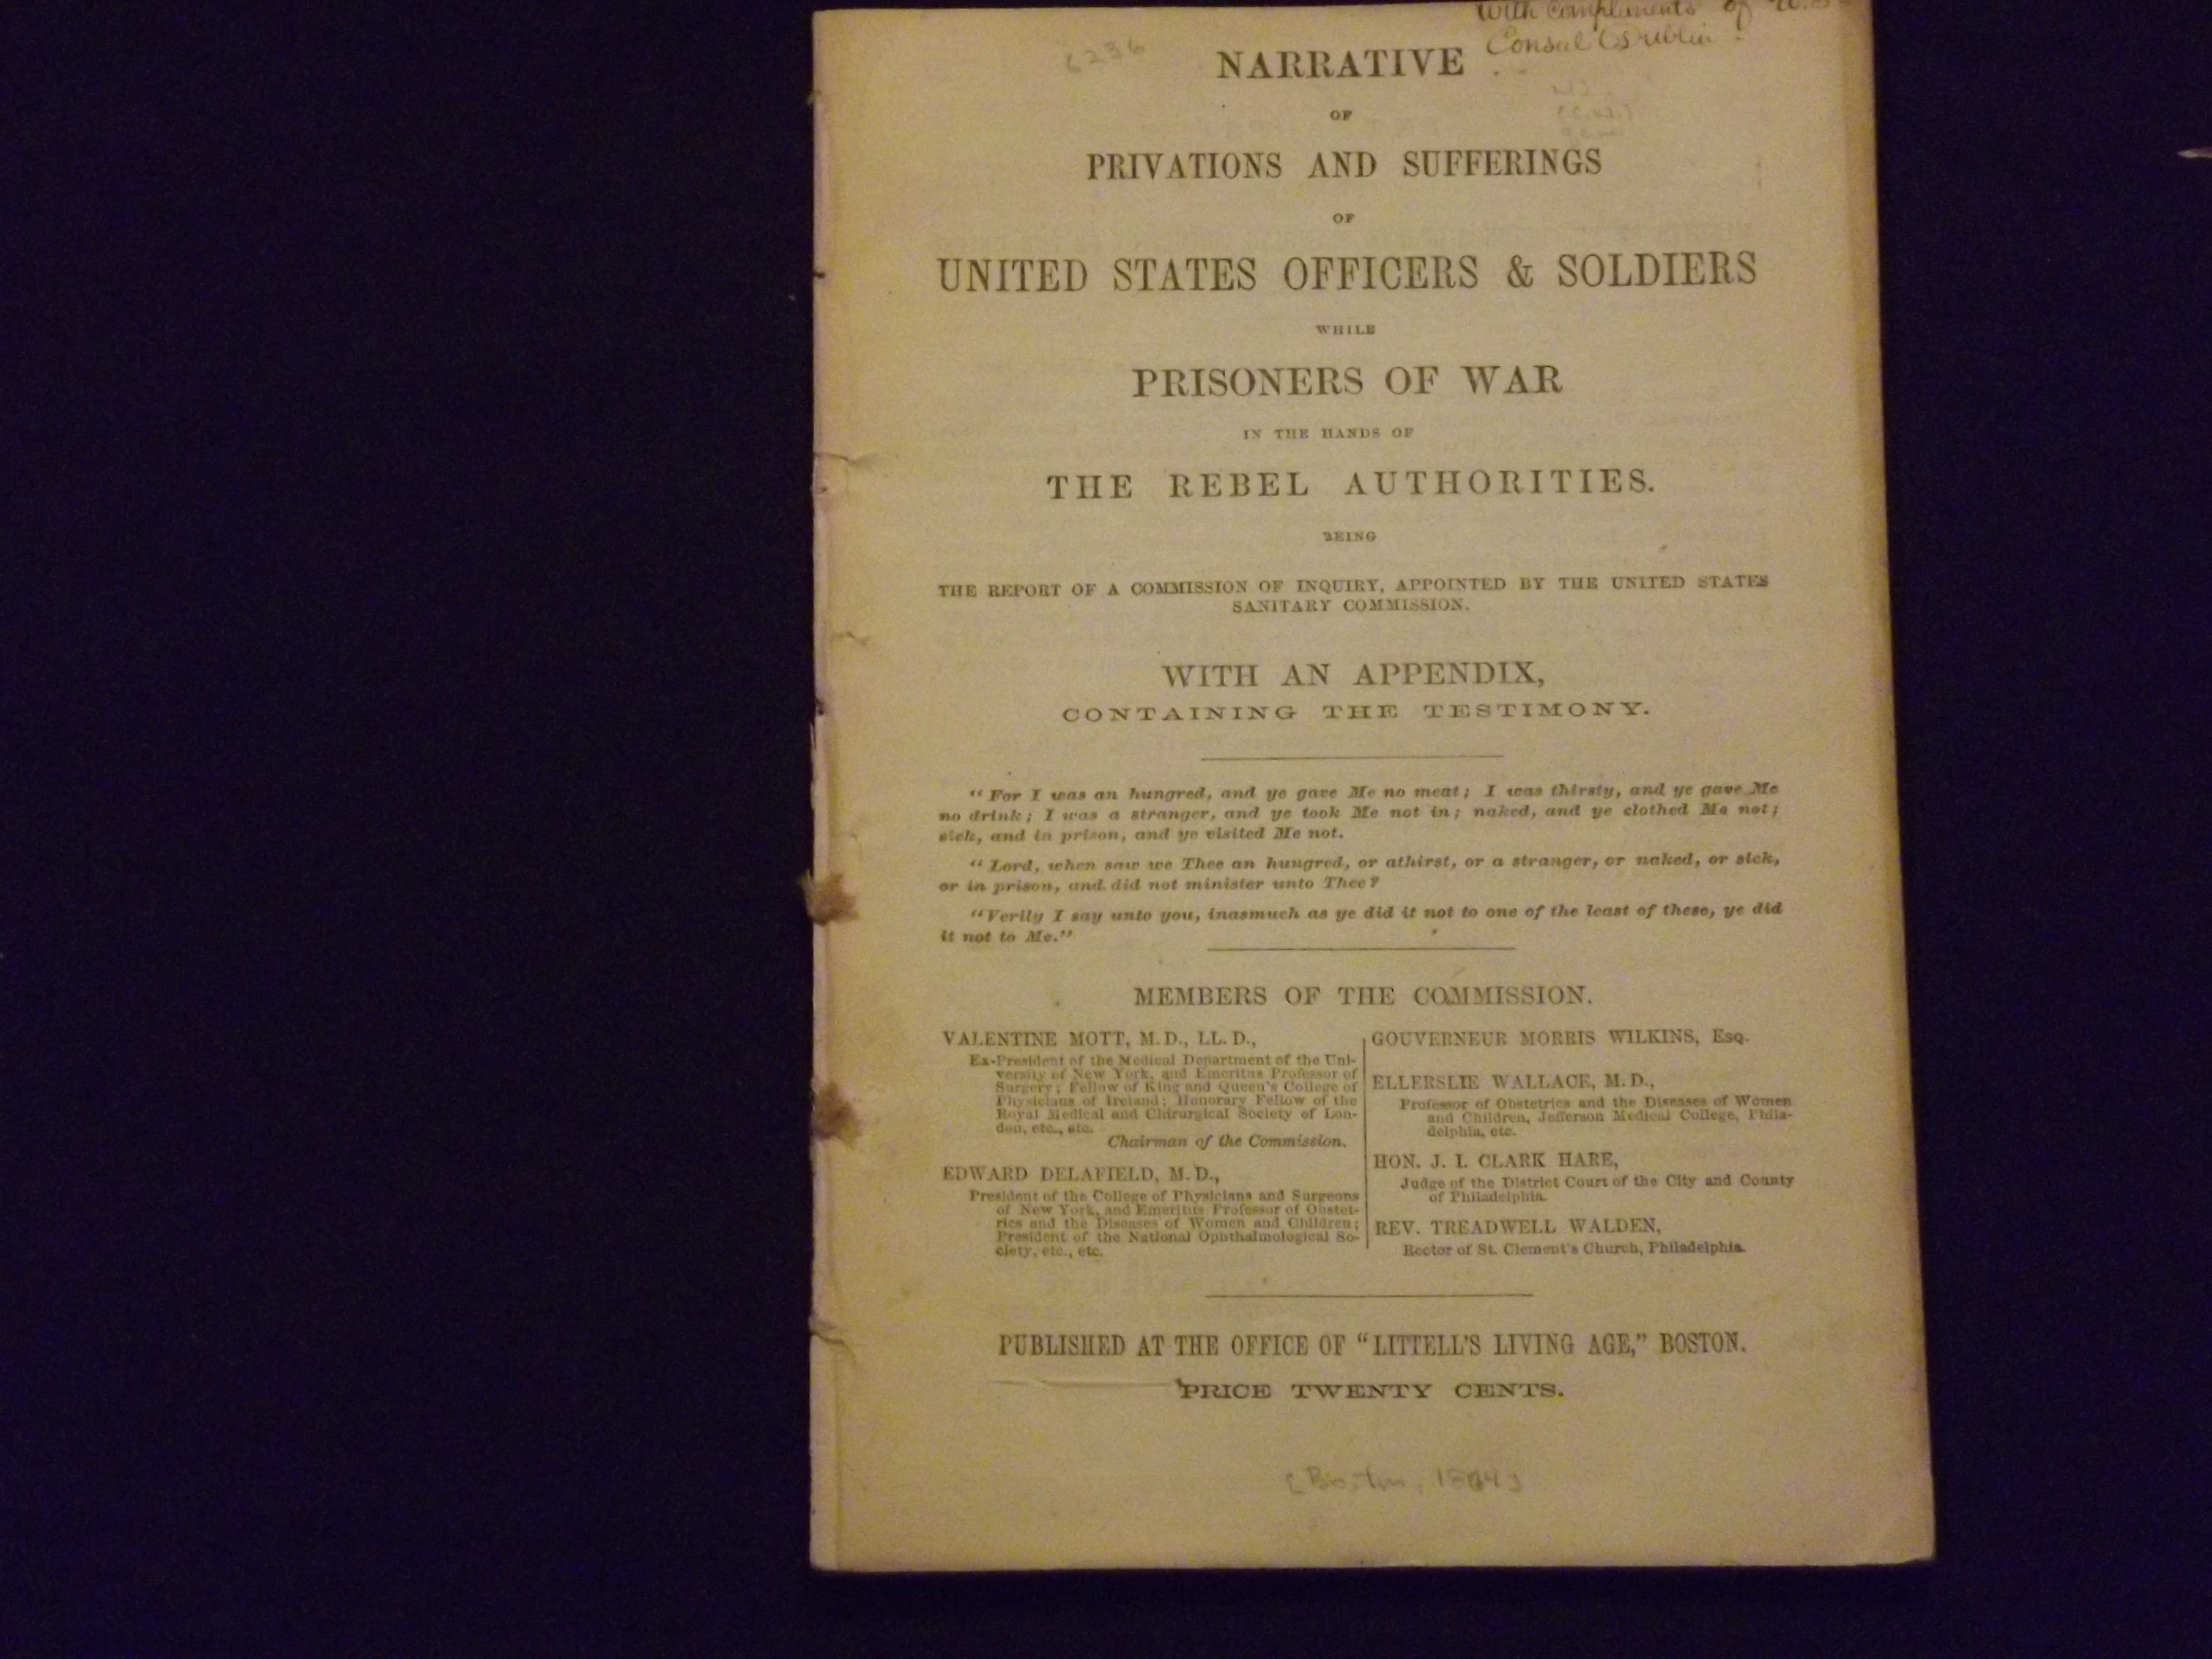 With compliments of U.S.
Consul Dublin.
6236
NARRATIVE
OF
PRIVATIONS AND SUFFERINGS
OF
UNITED STATES OFFICERS & SOLDIERS
WHILE
PRISONERS OF WAR
IN THE HANDS OF
THE REBEL AUTHORITIES.
BEING
THE REPORT OF A COMMISSION OF INQUIRY, APPOINTED BY THE UNITED STATES
SANITARY COMMISSION.
WITH AN APPENDIX,
CONTAINING THE TESTIMONY.
"For I was an hungred, and ye gave Me no meat; I was thirsty, and ye gave Me
no drink; I was a stranger, and ye took Me not in; naked, and ye clothed Me not;
sick, and in prison, and ye visited Me not.
"Lord, when saw we Thee an hungred, or athirst, or a stranger, or naked, or sick,
or in prison, and did not minister unto Thee?
"Verily I say unto you, inasmuch as ye did it not to one of the least of these, ye did
it not to Me."
MEMBERS OF THE COMMISSION.
VALENTINE MOTT, M.D., LL.D.,
Ex-President of the Medical Department of the Uni-
versity of New York, and Emeritus Professor of
Surgery; Fellow of King and Queen's College of
Physicians of Ireland; Honorary Fellow of the
Royal Medical and Chirurgical Society of Lon-
don, etc., etc.
Chairman of the Commission.
EDWARD DELAFIELD, M.D.,
President of the College of Physicians and Surgeons
of New York, and Emeritus Professor of Obstet-
rics and the Diseases of Women and Children;
President of the National Ophthalmological So-
ciety, etc., etc.
GOUVERNEUR MORRIS WILKINS, Esq.
ELLERSLIE WALLACE, M.D.,
Professor of Obstetrics and the Diseases of Women
and Children, Jefferson Medical College, Phila-
delphia, etc.
HON. J. I. CLARK HARE,
Judge of the District Court of the City and County
of Philadelphia.
REV. TREADWELL WALDEN,
Rector of St. Clement's Church, Philadelphia.
PUBLISHED AT THE OFFICE OF "LITTELL'S LIVING AGE," BOSTON.
PRICE TWENTY CENTS.
[Boston, 1864]